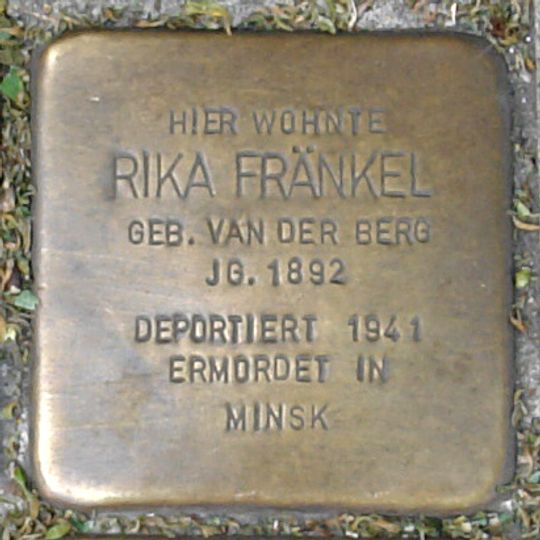 HIER WOHNTE
RIKA FRÄNKEL
GEB. VAN DER BERG
JG. 1892
DEPORTIERT 1941
ERMORDET IN
MINSK